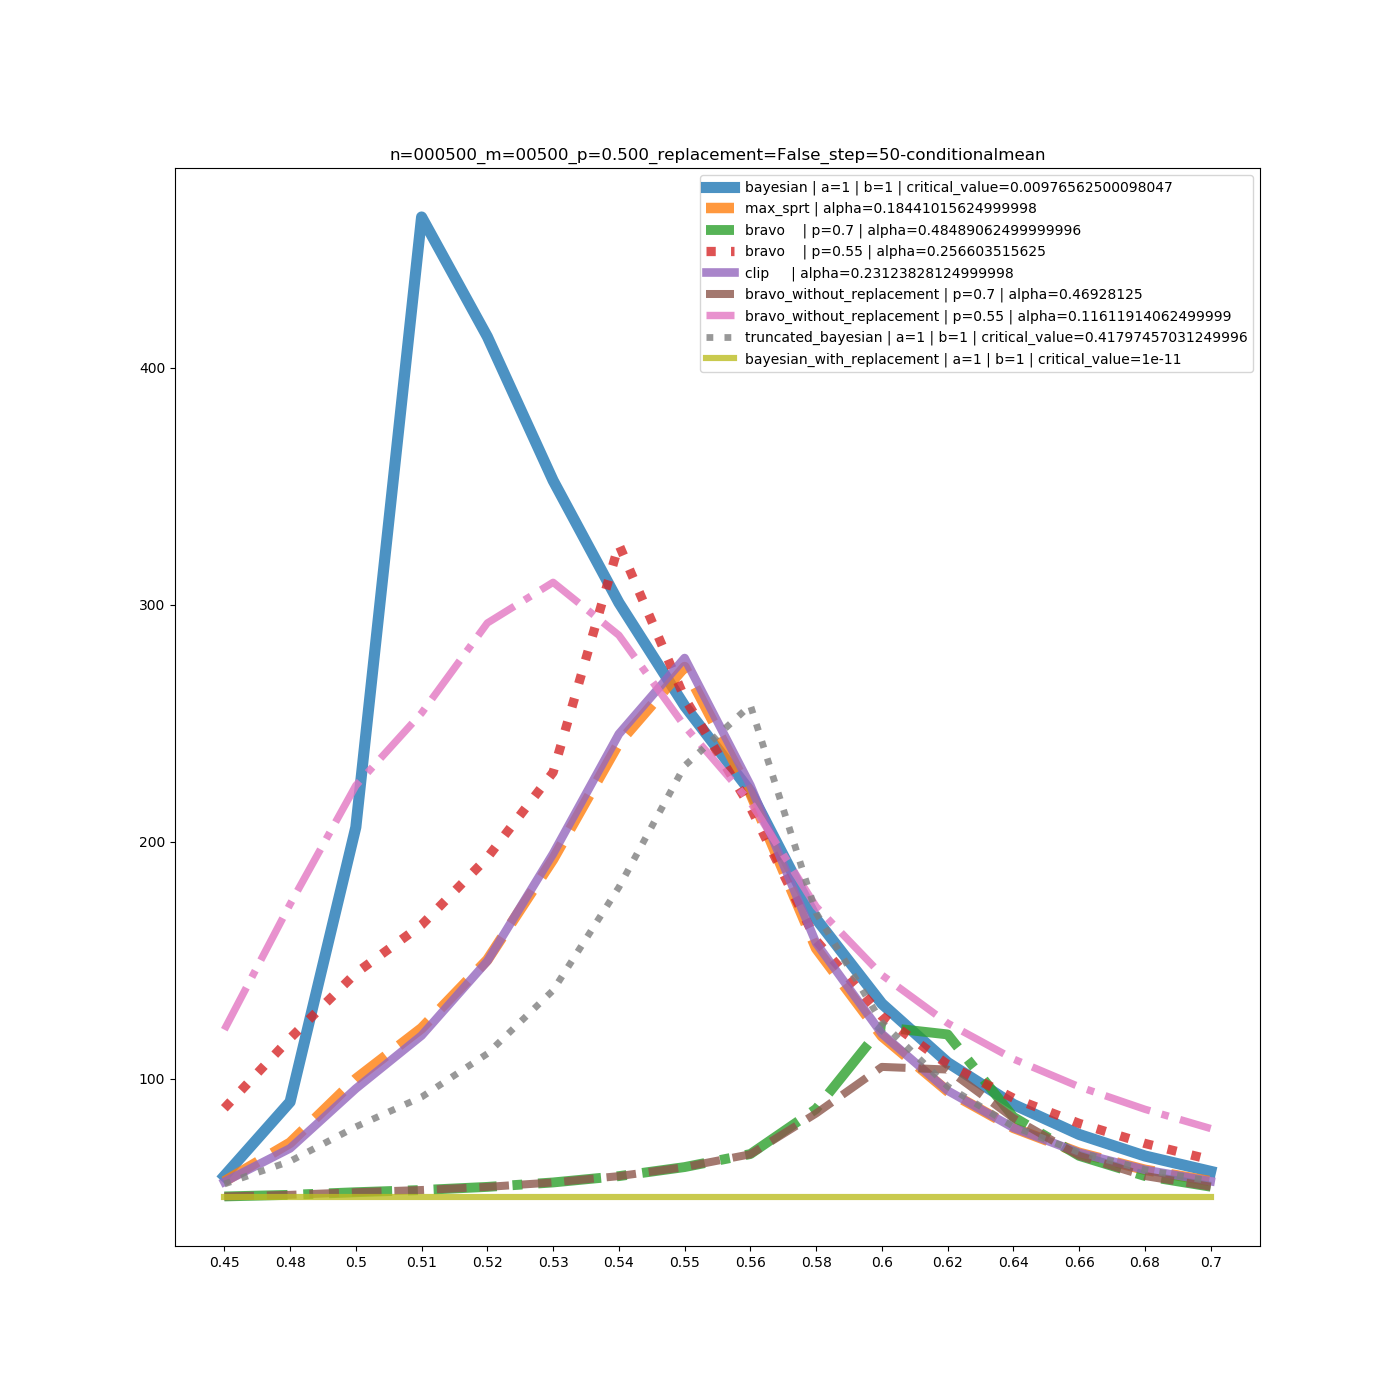 n=000500_m=00500_p=0.500_replacement=False_step=50-conditionalmean
bayesian | a=1 | b=1 | critical_value=0.00976562500098047
max_sprt | alpha=0.18441015624999998
bravo    | p=0.7 | alpha=0.48489062499999996
bravo    | p=0.55 | alpha=0.256603515625
clip     | alpha=0.23123828124999998
bravo_without_replacement | p=0.7 | alpha=0.46928125
bravo_without_replacement | p=0.55 | alpha=0.11611914062499999
truncated_bayesian | a=1 | b=1 | critical_value=0.41797457031249996
bayesian_with_replacement | a=1 | b=1 | critical_value=1e-11
400
300
200
100
0.45 0.48 0.5 0.51 0.52 0.53 0.54 0.55 0.56 0.58 0.6 0.62 0.64 0.66 0.68 0.7